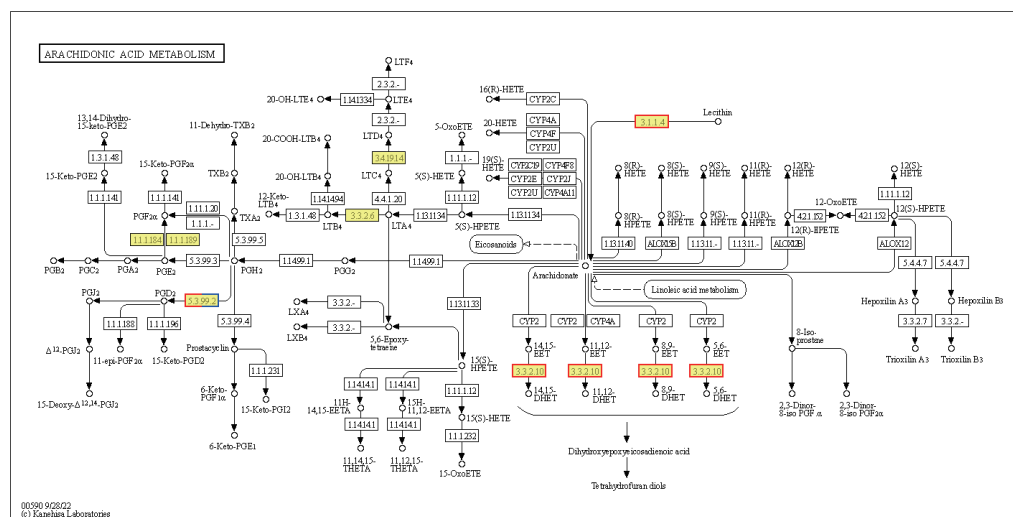 ARACHIDONIC ACID METABOLISM
LTF4
2.3.2.-
20-OH-LTE4
1.14.13.34
LTE4
16(R)-HETE
CYP2C
13,14-Dihydro-
15-keto-PGE2
11-Dehydro-TXB2
20-COOH-LTB4
2.3.2.-
LTD4
5-OxoETE
20-HETE
CYP4A
CYP4F
CYP2U
3.1.1.4
Lecithin
1.3.1.48
15-Keto-PGF2α
3.4.19.14
1.1.1.-
19(S)-
HETE
CYP2C19
CYP4F8
CYP2E
CYP2J
CYP2U
CYP4A11
8(R)-
HETE
8(S)-
HETE
9(S)-
HETE
11(R)-
HETE
12(R)-
HETE
12(S)-
HETE
15-Keto-PGE2
TXB2
20-OH-LTB4
LTC4
5(S)-HETE
1.1.1.141
1.1.1.141
1.14.14.94
4.4.1.20
1.1.1.112
1.1.1.112
12-OxoETE
12-Keto-
LTB4
1.3.1.48
LTB4
3.3.2.6
LTA4
1.13.11.34
5(S)-HPETE
1.13.11.34
8(R)-
HPETE
8(S)-
HPETE
9(S)-
HPETE
11(R)-
HPETE
4.2.1.152
4.2.1.152
12(S)-HPETE
12(R)-HPETE
PGF2α
1.1.1.20
1.1.1.-
TXA2
1.1.1.184
1.1.1.189
5.3.99.5
Eicosanoids
1.13.11.40
ALOX15B
1.13.11.-
1.13.11.-
ALOX12B
ALOX12
PGB2
PGC2
PGA2
PGE2
5.3.99.3
PGH2
1.14.99.1
PGG2
1.14.99.1
Arachidonate
5.4.4.7
5.4.4.7
Linoleic acid metabolism
PGJ2
PGD2
5.3.99.2
1.13.11.33
Hepoxilin A3
Hepoxilin B3
LXA4
3.3.2.-
1.1.1.188
1.1.1.196
5.3.99.4
LXB4
3.3.2.-
5,6-Epoxy-
tetraene
CYP2
CYP2
CYP4A
CYP2
CYP2
8-Iso-
prostane
3.3.2.7
3.3.2.-
Δ12-PGJ2
11-epi-PGF2α
15-Keto-PGD2
Prostacyclin
14,15-
EET
11,12-
EET
8,9-
EET
5,6-
EET
Trioxilin A3
Trioxilin B3
1.1.1.231
15(S)-
HPETE
3.3.2.10
3.3.2.10
3.3.2.10
3.3.2.10
15-Deoxy-Δ12,14-PGJ2
6-Keto-
PGF1α
15-Keto-PGI2
1.14.14.1
1.14.14.1
1.1.1.112
14,15-
DHET
11,12-
DHET
8,9-
DHET
5,6-
DHET
2,3-Dinor-
8-iso PGF1α
2,3-Dinor-
8-iso PGF2α
11H-
14,15-EETA
15H-
11,12-EETA
15(S)-HETE
1.14.14.1
1.14.14.1
1.1.1.232
6-Keto-PGE1
11,14,15-
THETA
11,12,15-
THETA
15-OxoETE
Dihydroxyepoxyeicosadienoic acid
Tetrahydrofuran diols
00590 9/28/22
(c) Kanehisa Laboratories